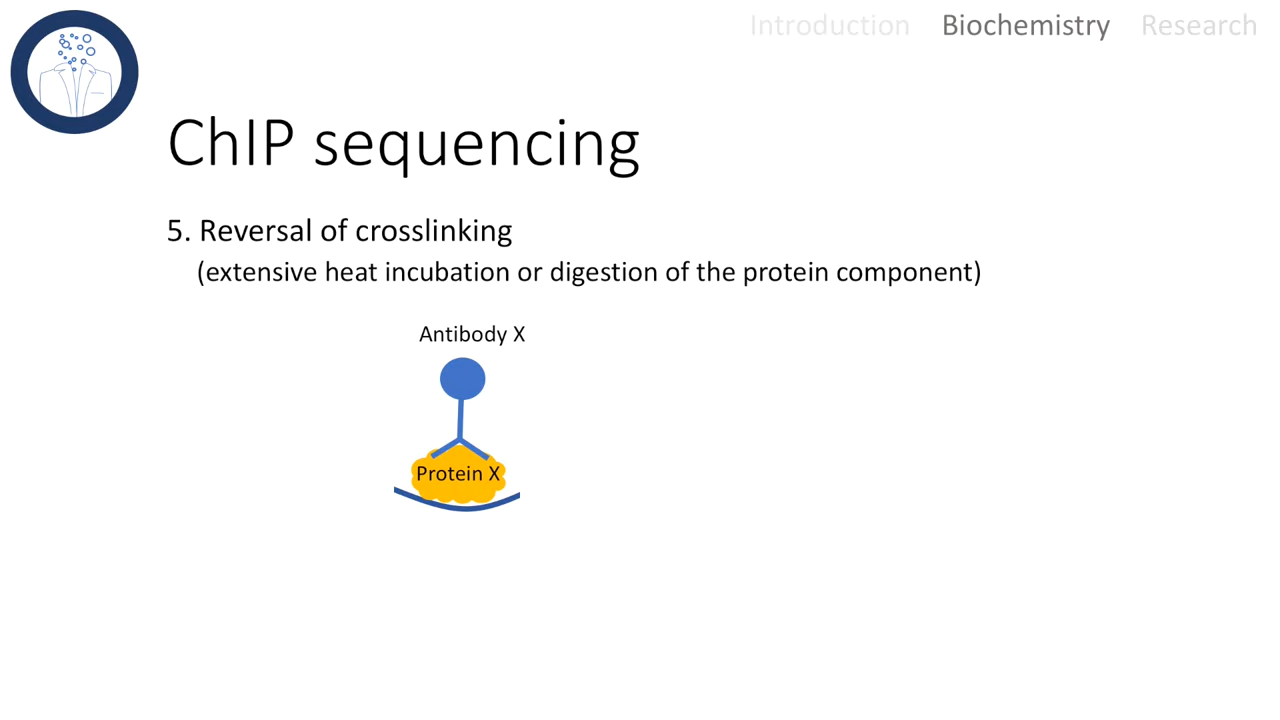 Introduction Biochemistry Research
ChIP sequencing
5. Reversal of crosslinking
(extensive heat incubation or digestion of the protein component)
Antibody X
Protein X